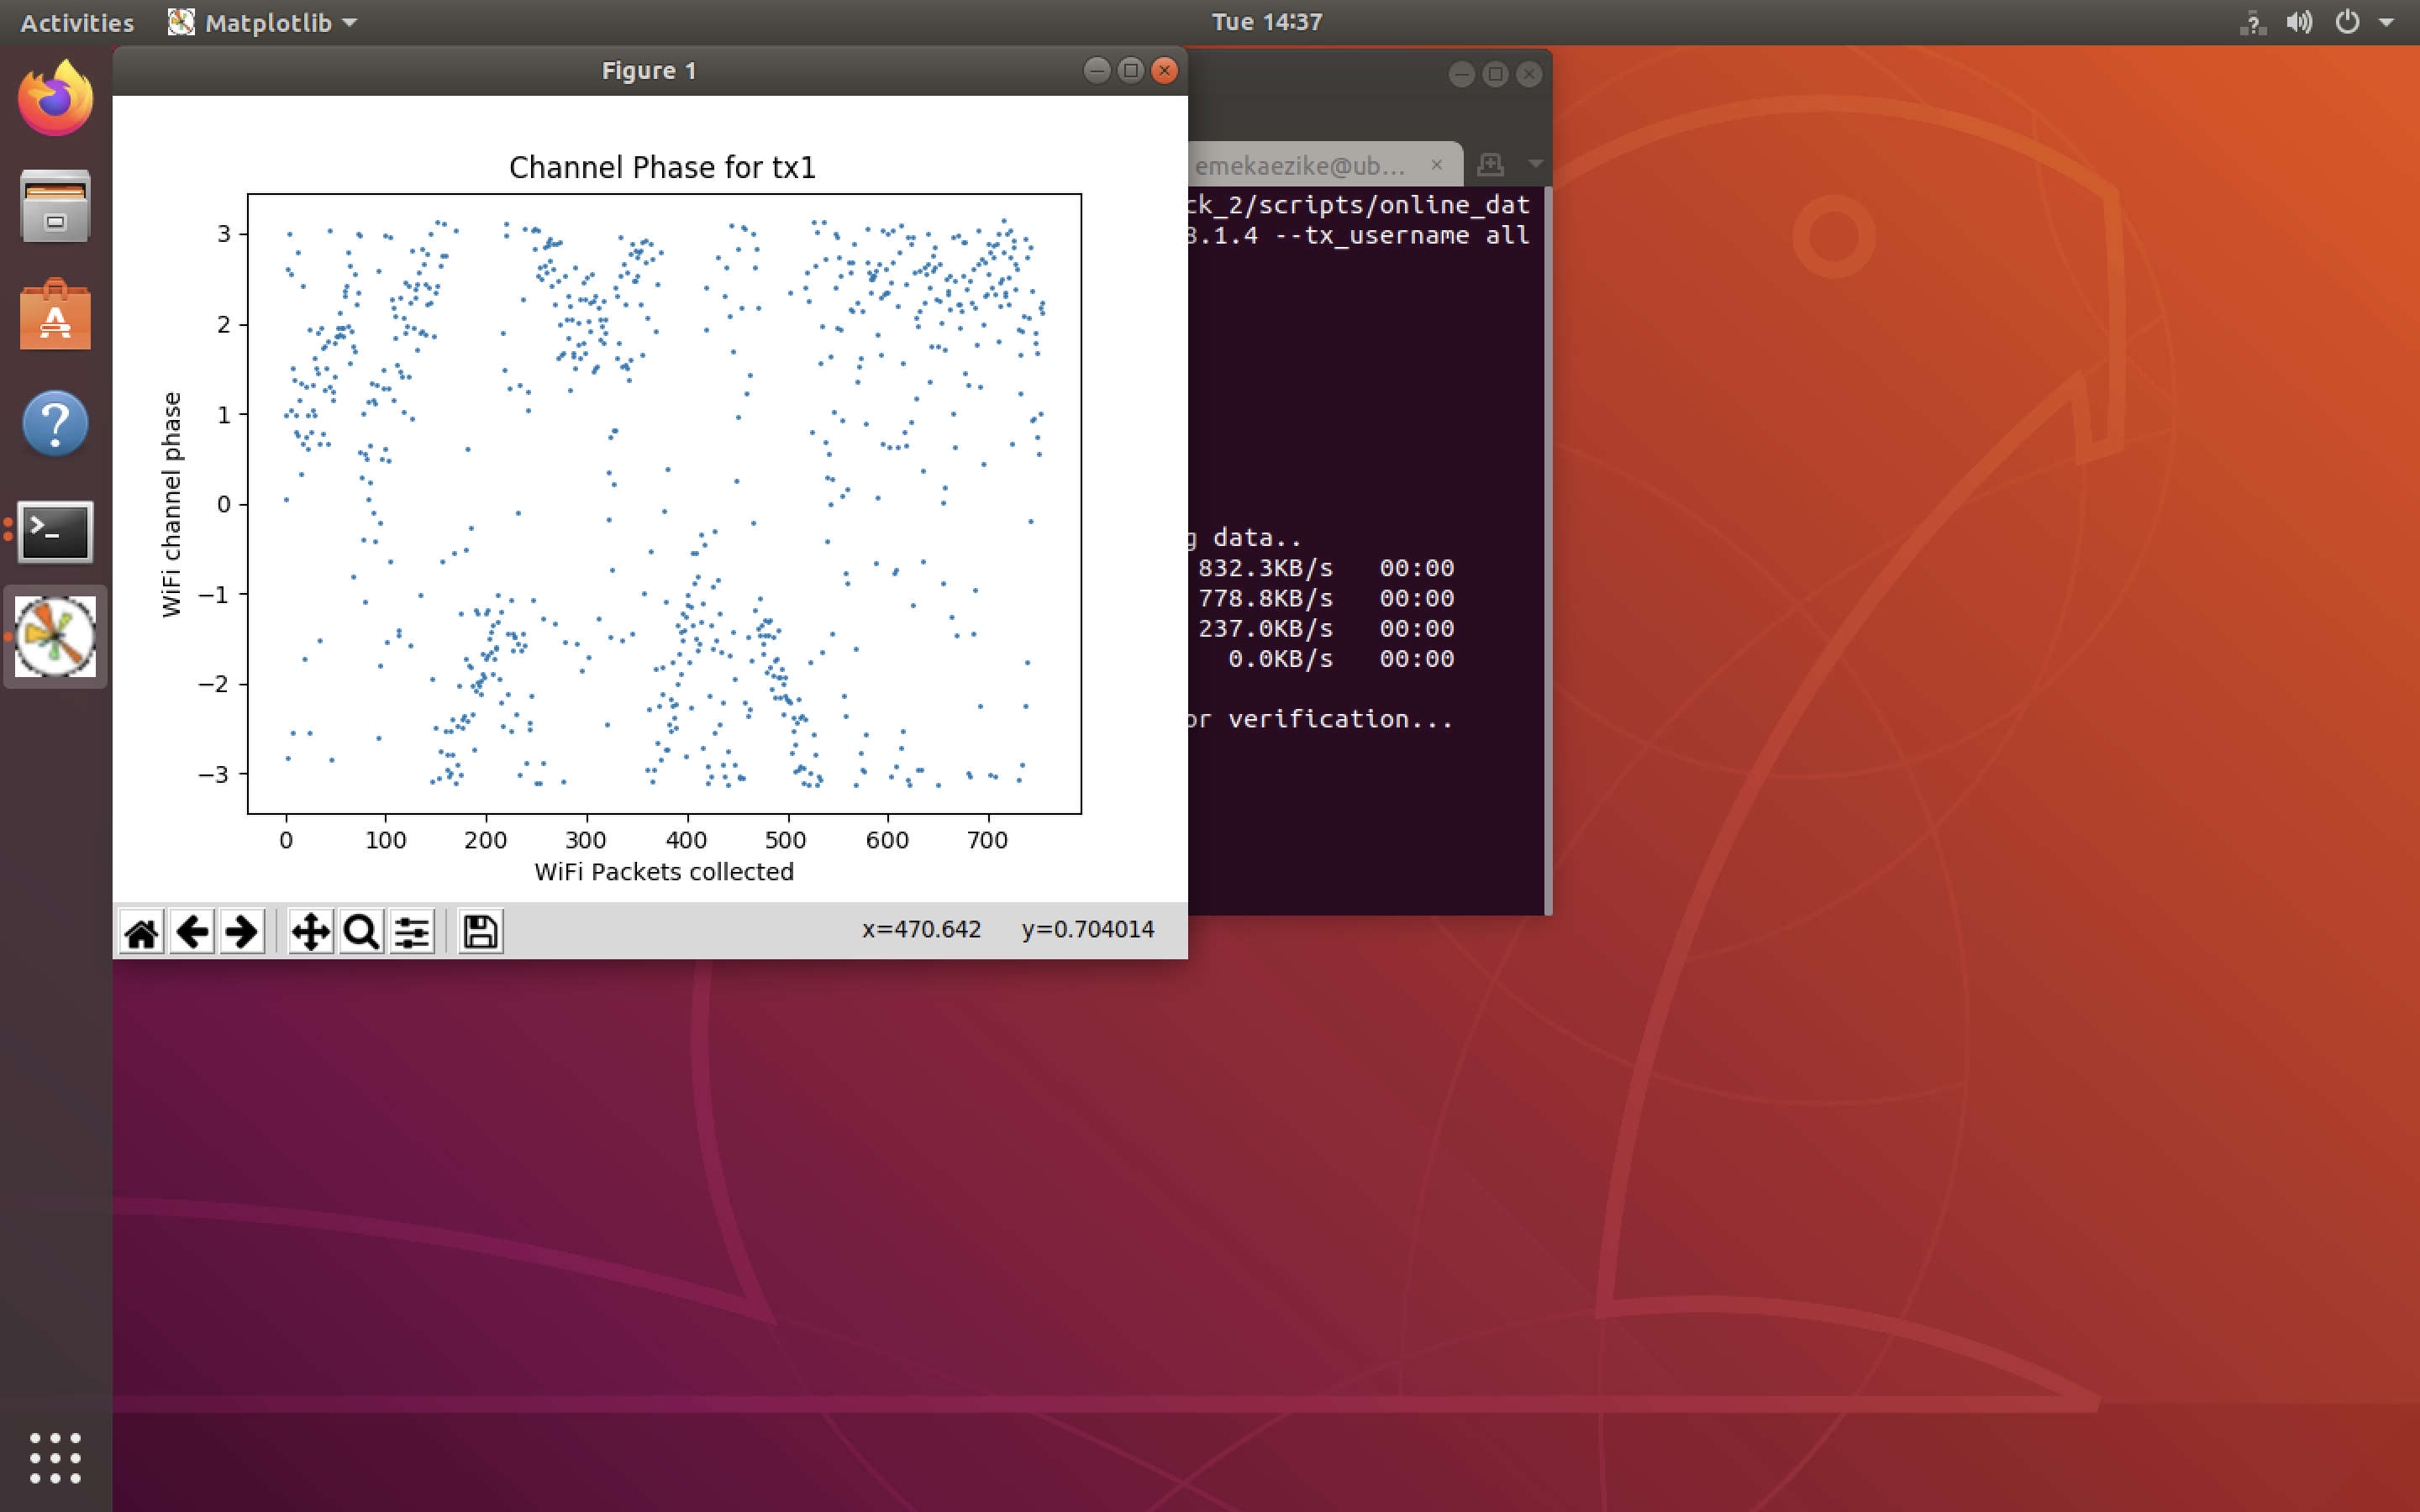 Activities Matplotlib Tue 14:37
Figure 1
emekaezike@ub...
Channel Phase for tx1
WiFi channel phase
3
2
1
0
−1
−2
−3
0 100 200 300 400 500 600 700
WiFi Packets collected
x=470.642 y=0.704014
ck_2/scripts/online_dat
8.1.4 --tx_username all
g data..
832.3KB/s 00:00
778.8KB/s 00:00
237.0KB/s 00:00
0.0KB/s 00:00
or verification...